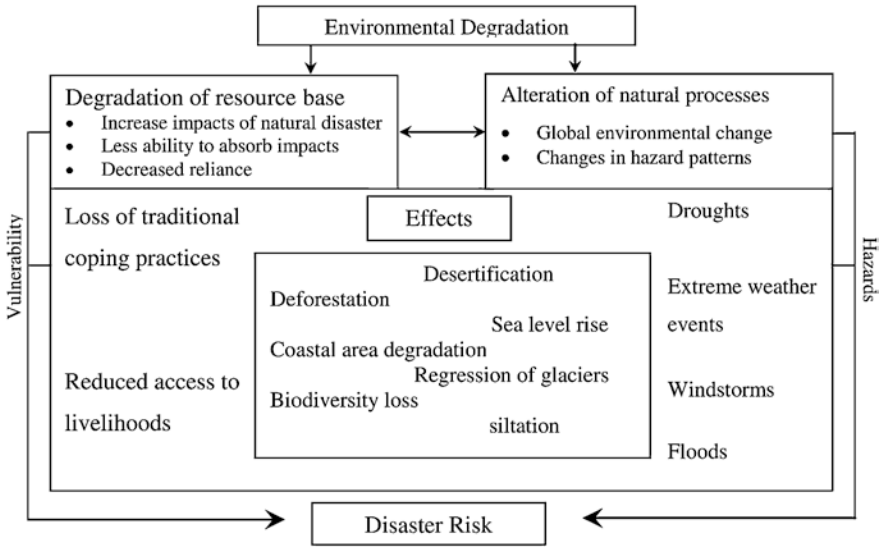 Environmental Degradation
Degradation of resource base
• Increase impacts of natural disaster
• Less ability to absorb impacts
• Decreased reliance
Alteration of natural processes
• Global environmental change
• Changes in hazard patterns
Vulnerability
Loss of traditional
coping practices
Reduced access to
livelihoods
Effects
Desertification
Deforestation
Sea level rise
Coastal area degradation
Regression of glaciers
Biodiversity loss
siltation
Droughts
Extreme weather
events
Windstorms
Floods
Hazards
Disaster Risk